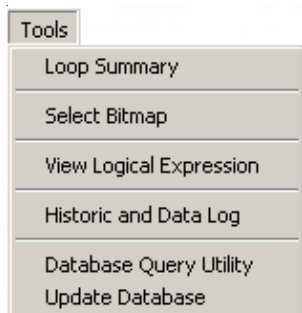 Tools
Loop Summary
Select Bitmap
View Logical Expression
Historic and Data Log
Database Query Utility
Update Database